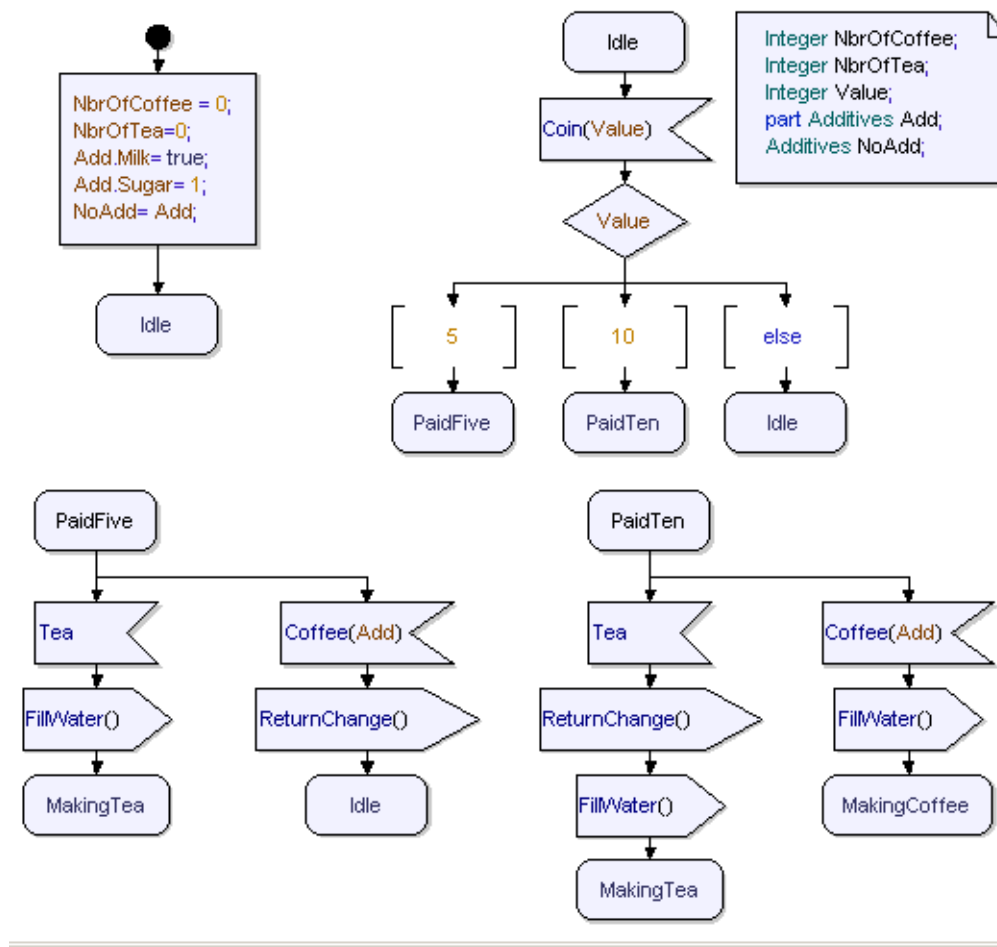 NbrOfCoffee = 0;
NbrOfTea=0;
Add.Milk= true;
Add.Sugar= 1;
NoAdd= Add;
Idle
Idle
Coin(Value)
Value
5
10
else
PaidFive
PaidTen
Idle
Integer NbrOfCoffee;
Integer NbrOfTea;
Integer Value;
part Additives Add;
Additives NoAdd;
PaidFive
Tea
Coffee(Add)
FillWater()
ReturnChange()
MakingTea
Idle
PaidTen
Tea
Coffee(Add)
ReturnChange()
FillWater()
FillWater()
MakingCoffee
MakingTea